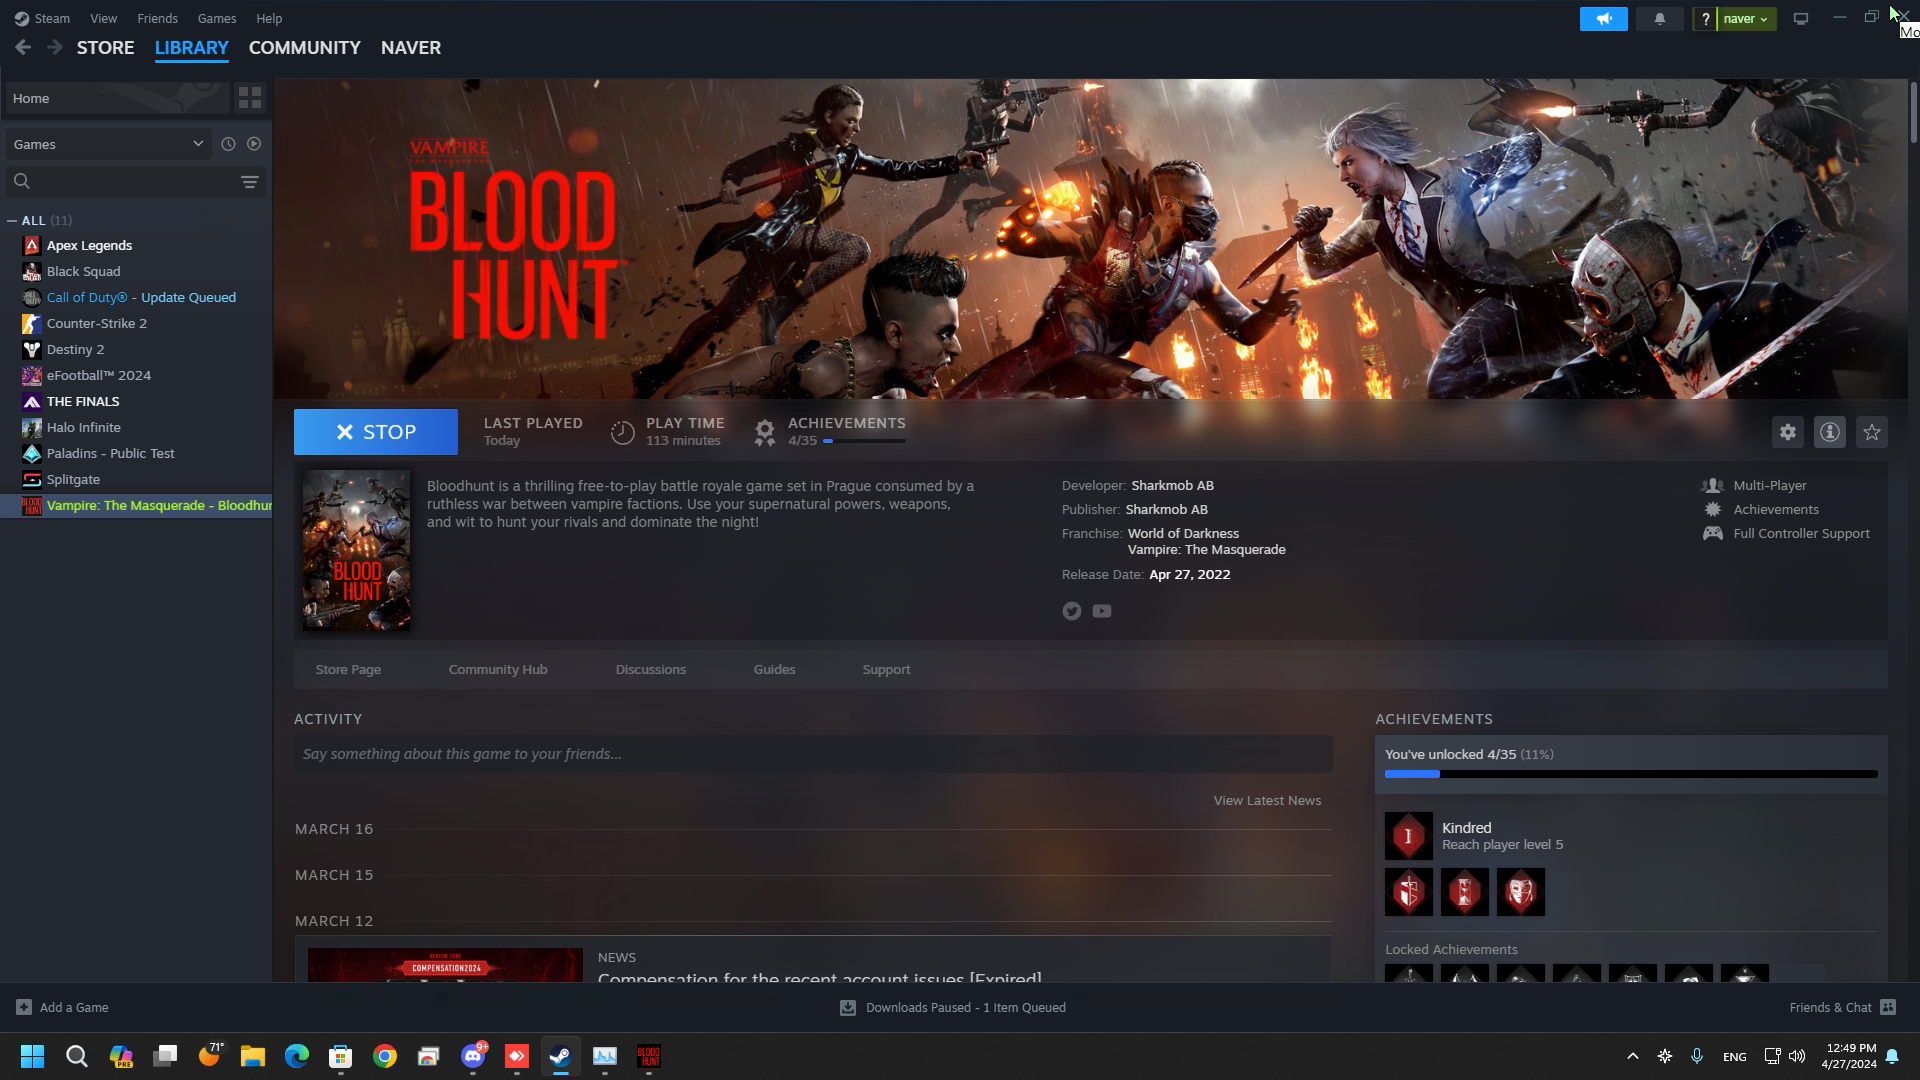 Steam View Friends Games Help
? naver
Mo
STORE LIBRARY COMMUNITY NAVER
Home
Games
ALL (11)
Apex Legends
Black Squad
Call of Duty® - Update Queued
Counter-Strike 2
Destiny 2
eFootball™ 2024
THE FINALS
Halo Infinite
Paladins - Public Test
Splitgate
Vampire: The Masquerade - Bloodhun
VAMPIRE
THE MASQUERADE
BLOOD
HUNT
STOP
LAST PLAYED
Today
PLAY TIME
113 minutes
ACHIEVEMENTS
4/35
BLOOD
HUNT
Bloodhunt is a thrilling free-to-play battle royale game set in Prague consumed by a
ruthless war between vampire factions. Use your supernatural powers, weapons,
and wit to hunt your rivals and dominate the night!
Developer: Sharkmob AB
Publisher: Sharkmob AB
Franchise: World of Darkness
Vampire: The Masquerade
Release Date: Apr 27, 2022
Multi-Player
Achievements
Full Controller Support
Store Page Community Hub Discussions Guides Support
ACTIVITY
Say something about this game to your friends...
View Latest News
MARCH 16
MARCH 15
MARCH 12
COMPENSATION2024
NEWS
Compensation for the recent account issues [Expired]
ACHIEVEMENTS
You've unlocked 4/35 (11%)
Kindred
Reach player level 5
Locked Achievements
Add a Game
Downloads Paused - 1 Item Queued
Friends & Chat
PRE
71°
9+
BLOOD
HUNT
ENG
12:49 PM
4/27/2024